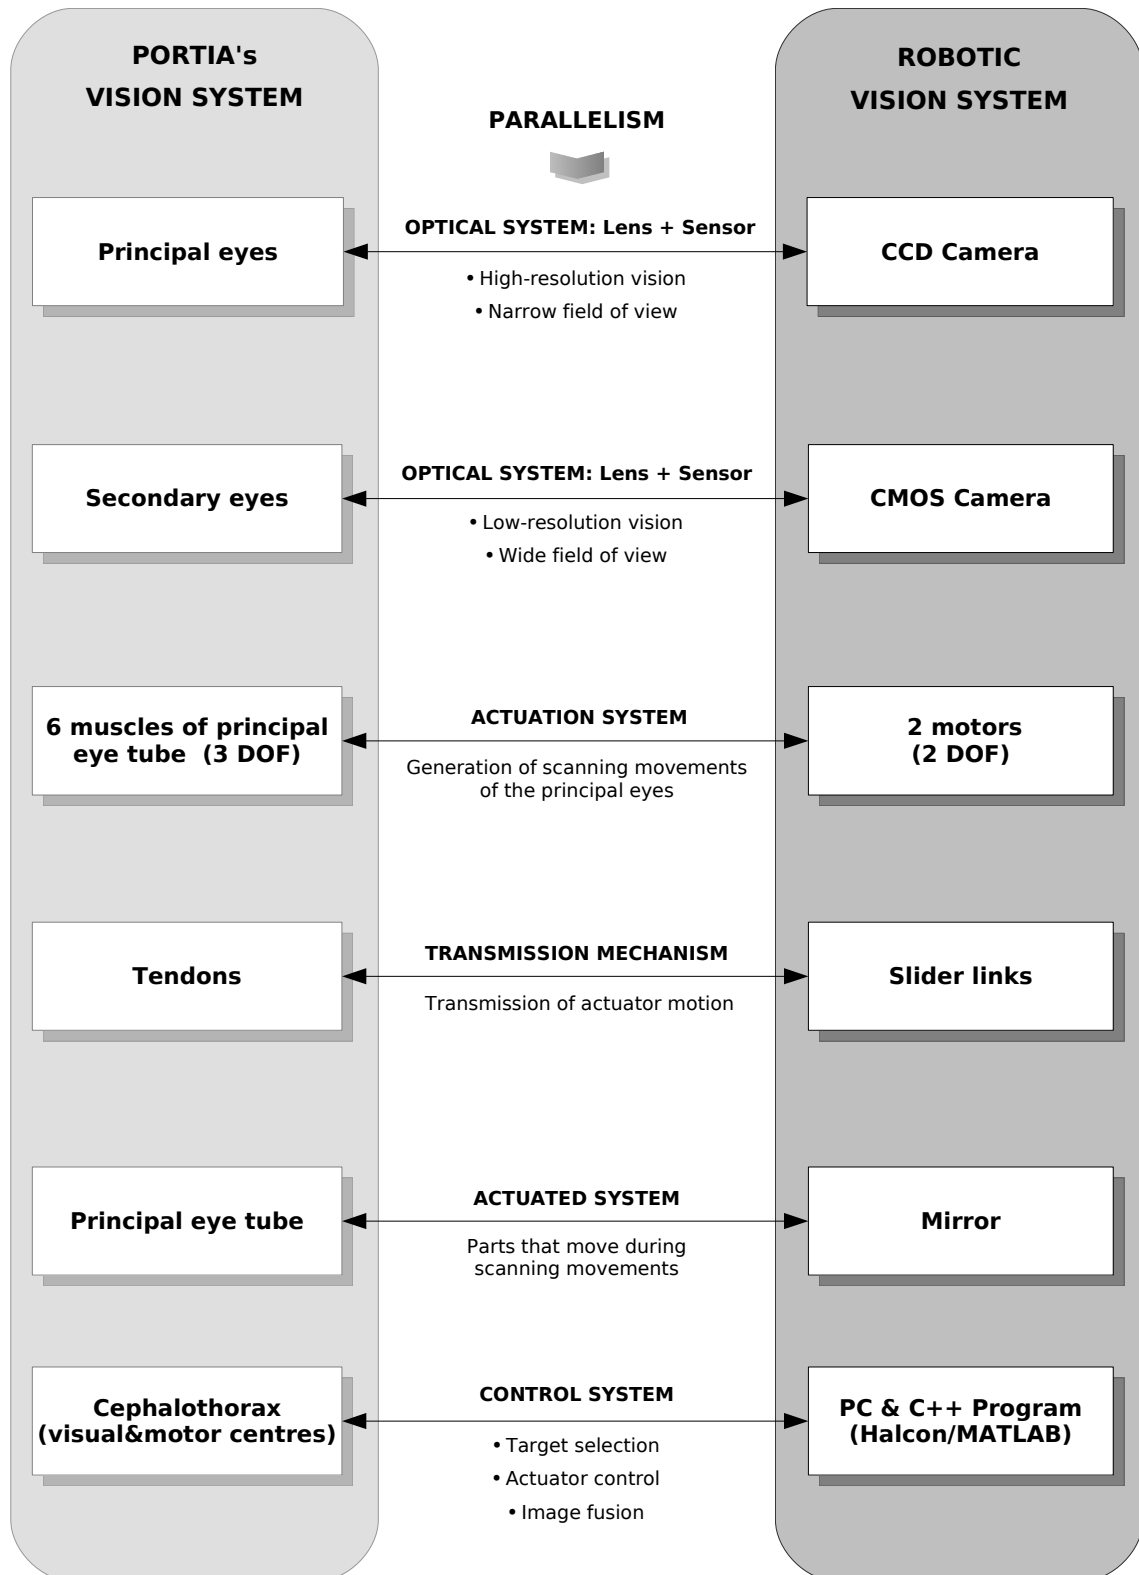 PORTIA's
VISION SYSTEM
PARALLELISM
ROBOTIC
VISION SYSTEM
Principal eyes
OPTICAL SYSTEM: Lens + Sensor
• High-resolution vision
• Narrow field of view
CCD Camera
Secondary eyes
OPTICAL SYSTEM: Lens + Sensor
• Low-resolution vision
• Wide field of view
CMOS Camera
6 muscles of principal
eye tube (3 DOF)
ACTUATION SYSTEM
Generation of scanning movements
of the principal eyes
2 motors
(2 DOF)
Tendons
TRANSMISSION MECHANISM
Transmission of actuator motion
Slider links
Principal eye tube
ACTUATED SYSTEM
Parts that move during
scanning movements
Mirror
Cephalothorax
(visual&motor centres)
CONTROL SYSTEM
• Target selection
• Actuator control
• Image fusion
PC & C++ Program
(Halcon/MATLAB)